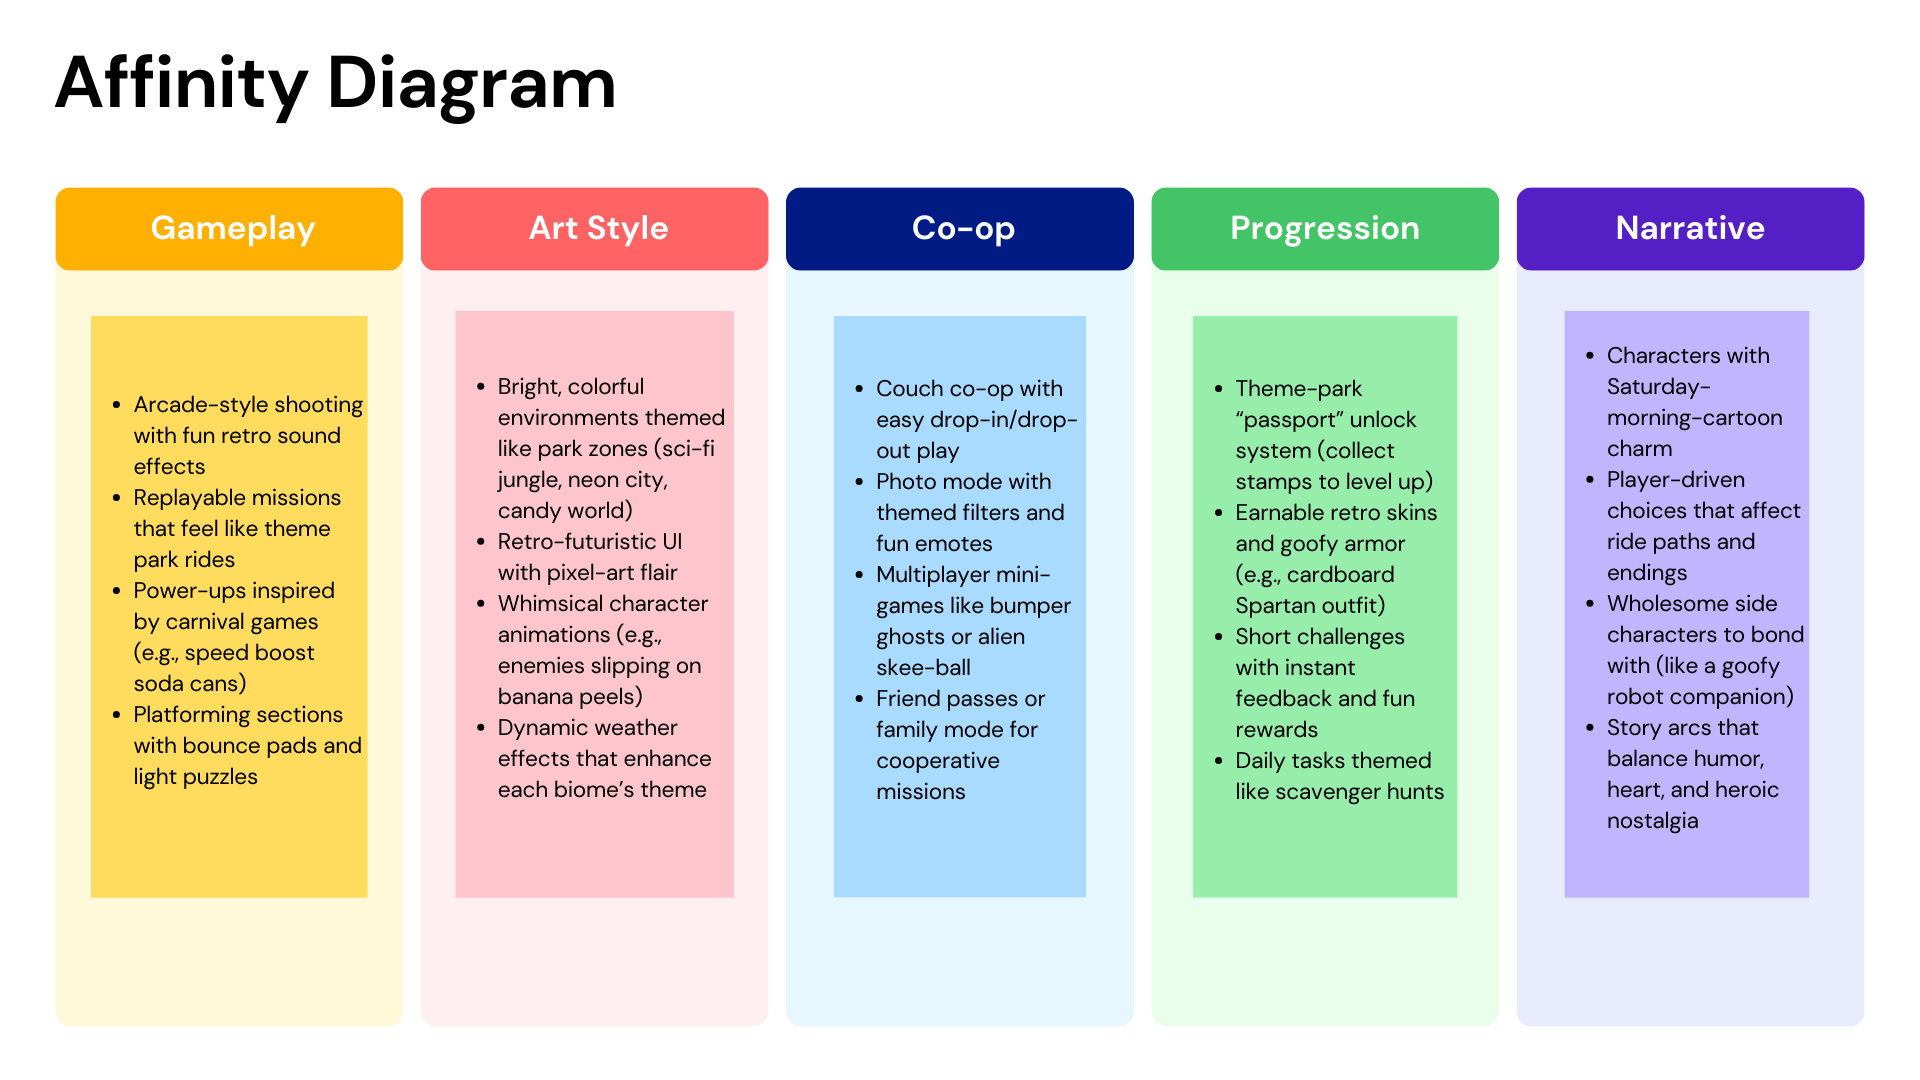 Affinity Diagram
Gameplay
• Arcade-style shooting
with fun retro sound
effects
• Replayable missions
that feel like theme
park rides
• Power-ups inspired
by carnival games
(e.g., speed boost
soda cans)
• Platforming sections
with bounce pads and
light puzzles
Art Style
• Bright, colorful
environments themed
like park zones (sci-fi
jungle, neon city,
candy world)
• Retro-futuristic UI
with pixel-art flair
• Whimsical character
animations (e.g.,
enemies slipping on
banana peels)
• Dynamic weather
effects that enhance
each biome’s theme
Co-op
• Couch co-op with
easy drop-in/drop-
out play
• Photo mode with
themed filters and
fun emotes
• Multiplayer mini-
games like bumper
ghosts or alien
skee-ball
• Friend passes or
family mode for
cooperative
missions
Progression
• Theme-park
“passport” unlock
system (collect
stamps to level up)
• Earnable retro skins
and goofy armor
(e.g., cardboard
Spartan outfit)
• Short challenges
with instant
feedback and fun
rewards
• Daily tasks themed
like scavenger hunts
Narrative
• Characters with
Saturday-
morning-cartoon
charm
• Player-driven
choices that affect
ride paths and
endings
• Wholesome side
characters to bond
with (like a goofy
robot companion)
• Story arcs that
balance humor,
heart, and heroic
nostalgia